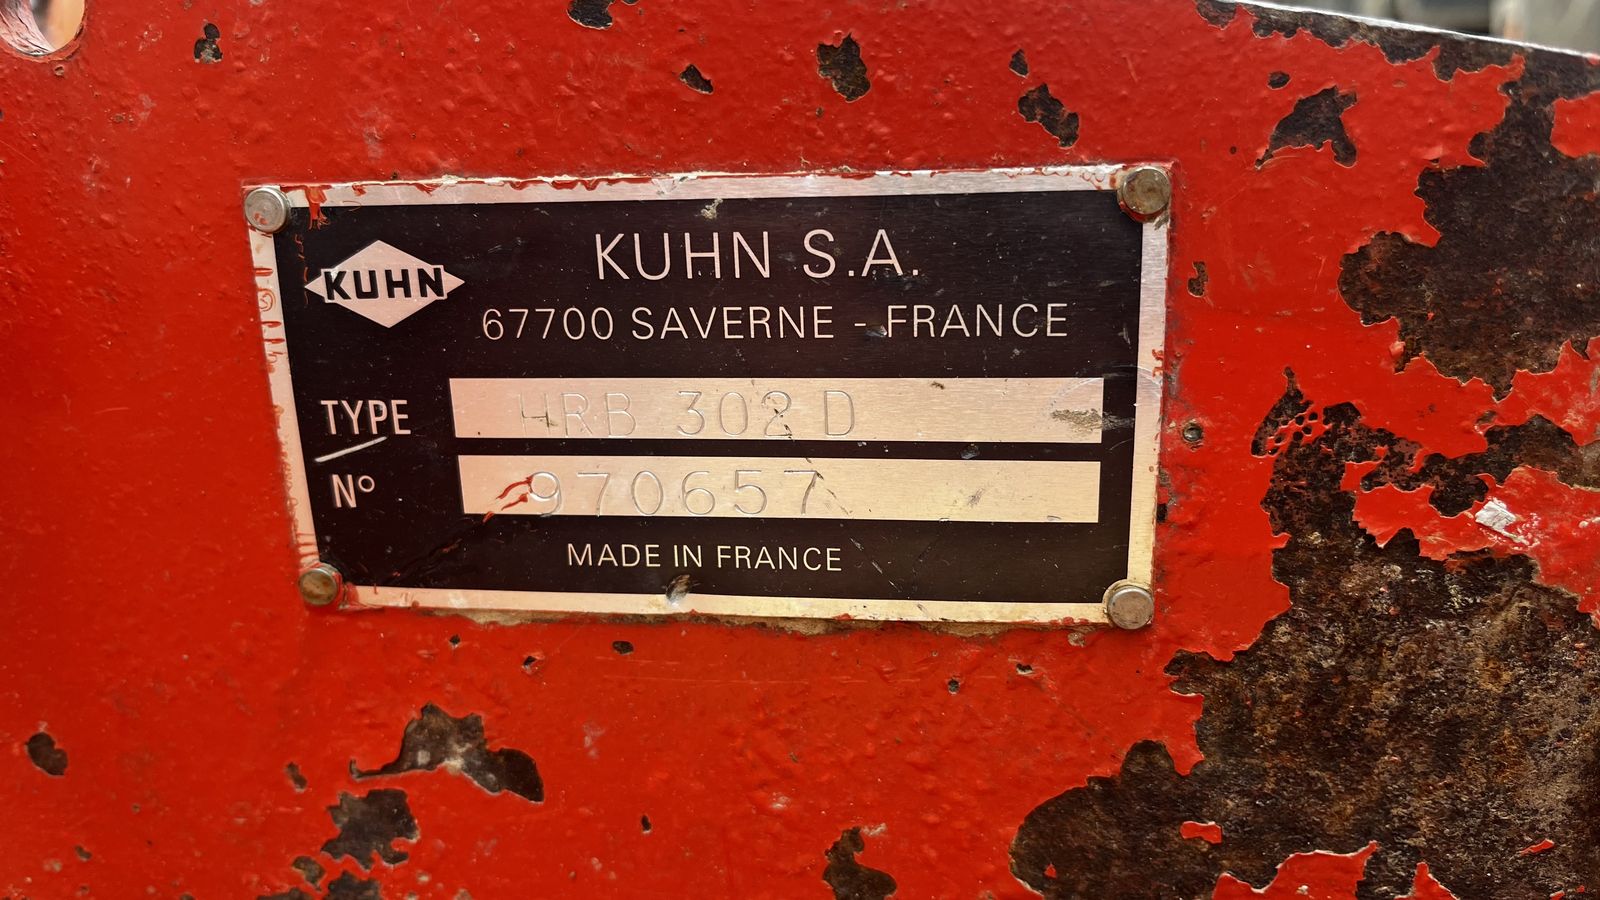 KUHN
KUHN S.A.
67700 SAVERNE - FRANCE
TYPE HRB 302 D
N° 970657
MADE IN FRANCE